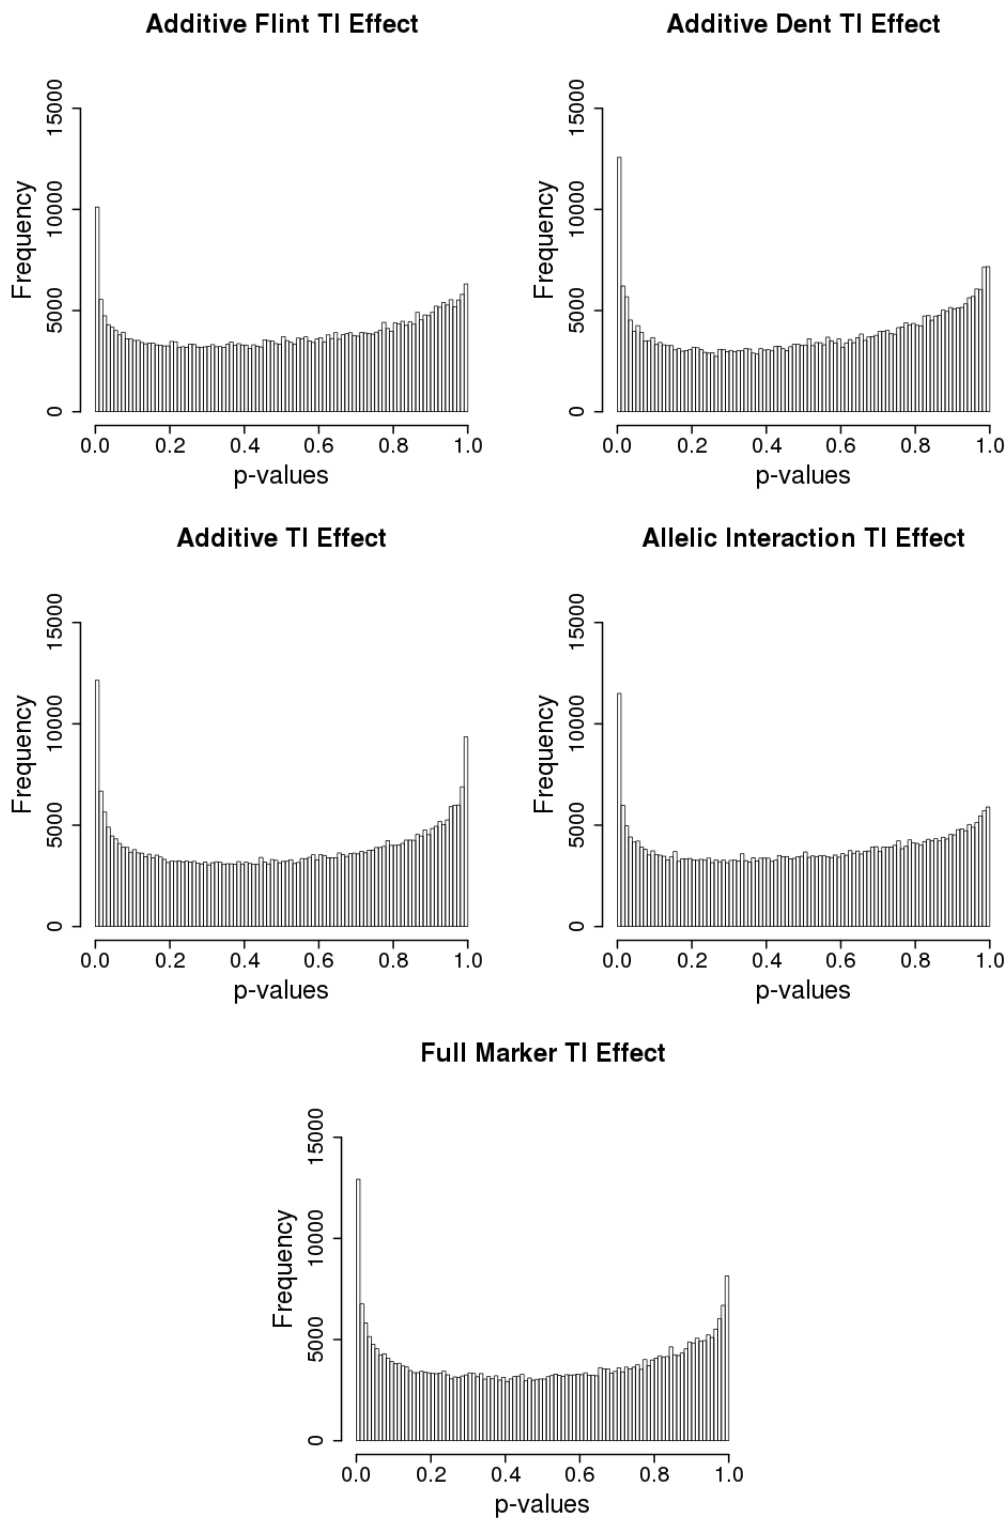 Additive Flint TI Effect
15000
10000
5000
0
Frequency
0.0 0.2 0.4 0.6 0.8 1.0
p-values
Additive Dent TI Effect
15000
10000
5000
0
Frequency
0.0 0.2 0.4 0.6 0.8 1.0
p-values
Additive TI Effect
15000
10000
5000
0
Frequency
0.0 0.2 0.4 0.6 0.8 1.0
p-values
Allelic Interaction TI Effect
15000
10000
5000
0
Frequency
0.0 0.2 0.4 0.6 0.8 1.0
p-values
Full Marker TI Effect
15000
10000
5000
0
Frequency
0.0 0.2 0.4 0.6 0.8 1.0
p-values